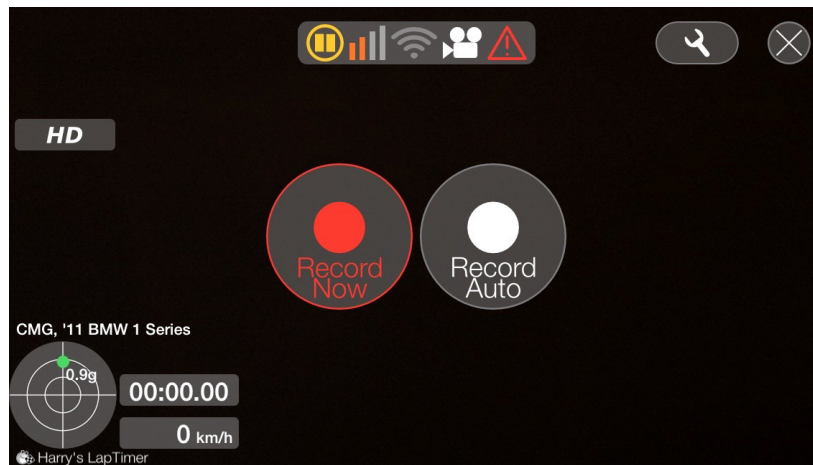 HD
Record
Now
Record
Auto
CMG, '11 BMW 1 Series
0.9g
00:00.00
0 km/h
Harry's LapTimer